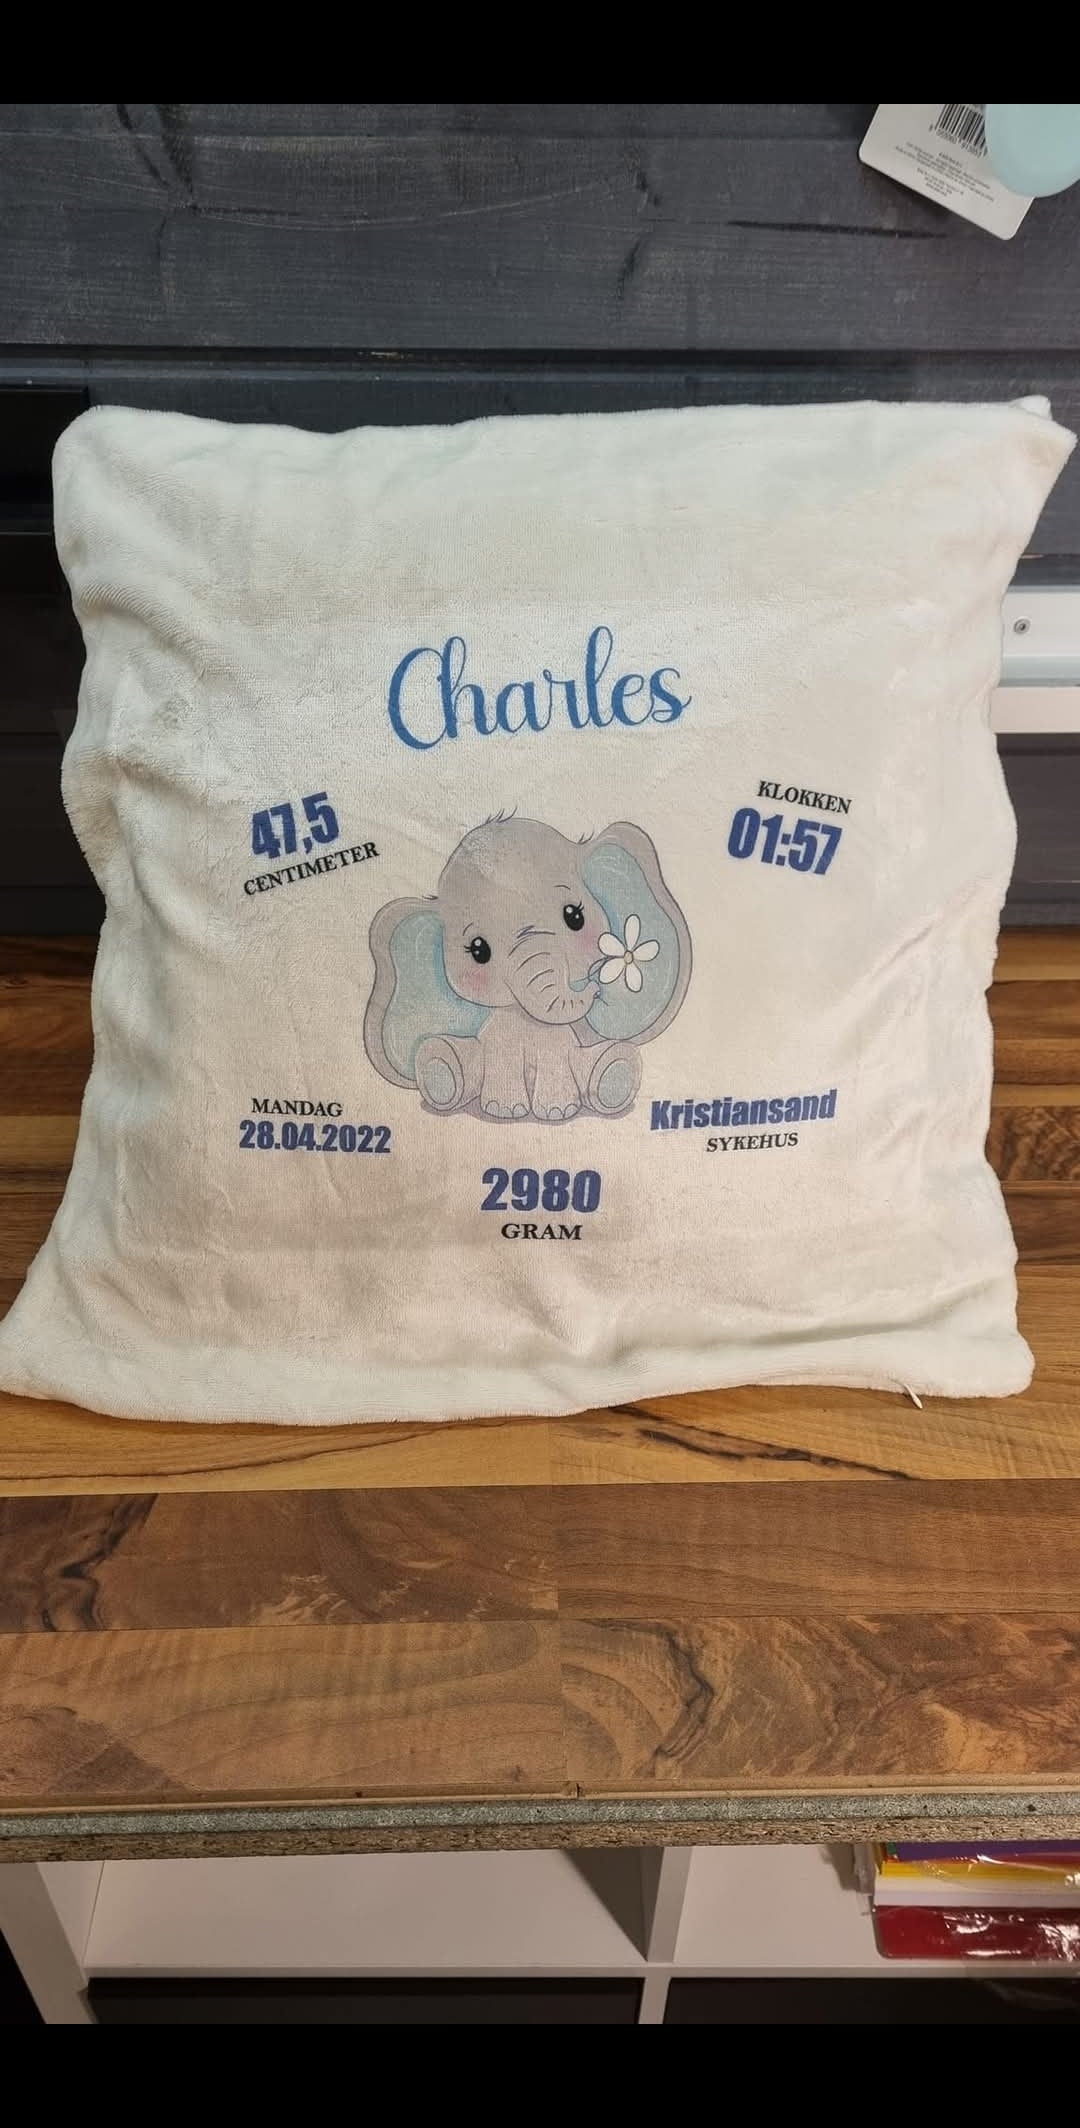 Charles
47,5
CENTIMETER
KLOKKEN
01:57
MANDAG
28.04.2022
Kristiansand
SYKEHUS
2980
GRAM